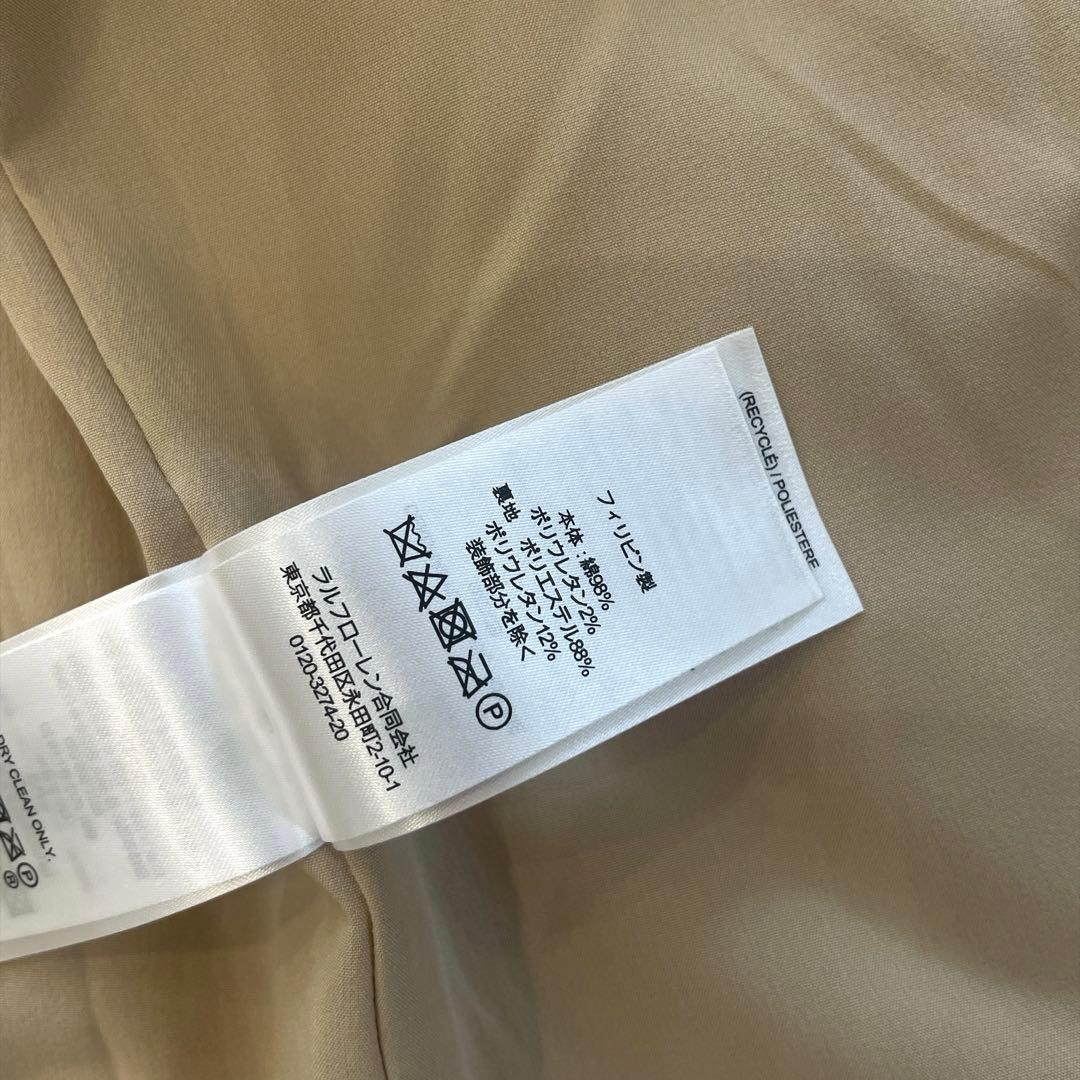 フィリピン製
本体:綿98%
ポリウレタン2%
裏地 ポリエステル88%
ポリウレタン12%
装飾部分を除く
P
ラルフローレン合同会社
東京都千代田区永田町2-10-1
0120-3274-20
(RECYCLÉ) / POLIESTERE
DRY CLEAN ONLY.
P
R